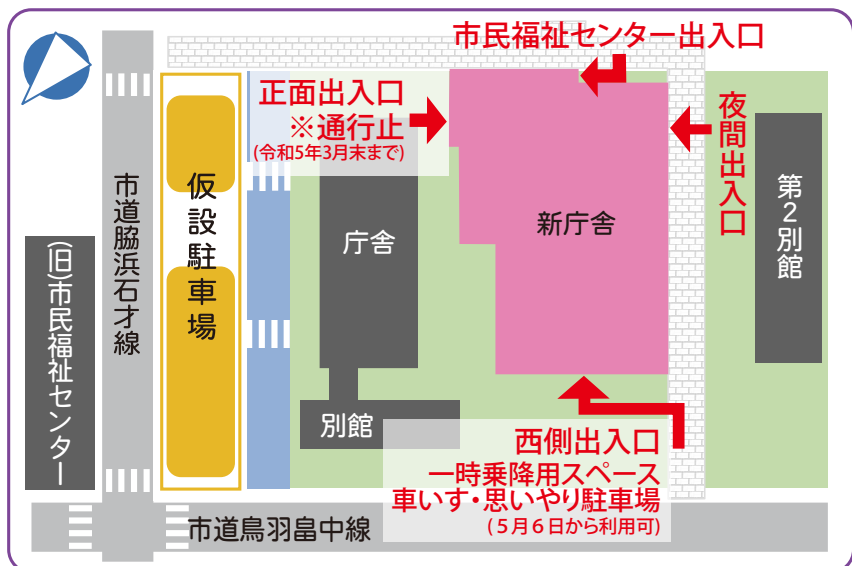 市民福祉センター出入口
正面出入口
※通行止
(令和5年3月末まで)
夜間出入口
市道脇浜石才線
仮設駐車場
庁舎
新庁舎
第2別館
(旧)市民福祉センター
別館
西側出入口
一時乗降用スペース
車いす・思いやり駐車場
(5月6日から利用可)
市道鳥羽畠中線